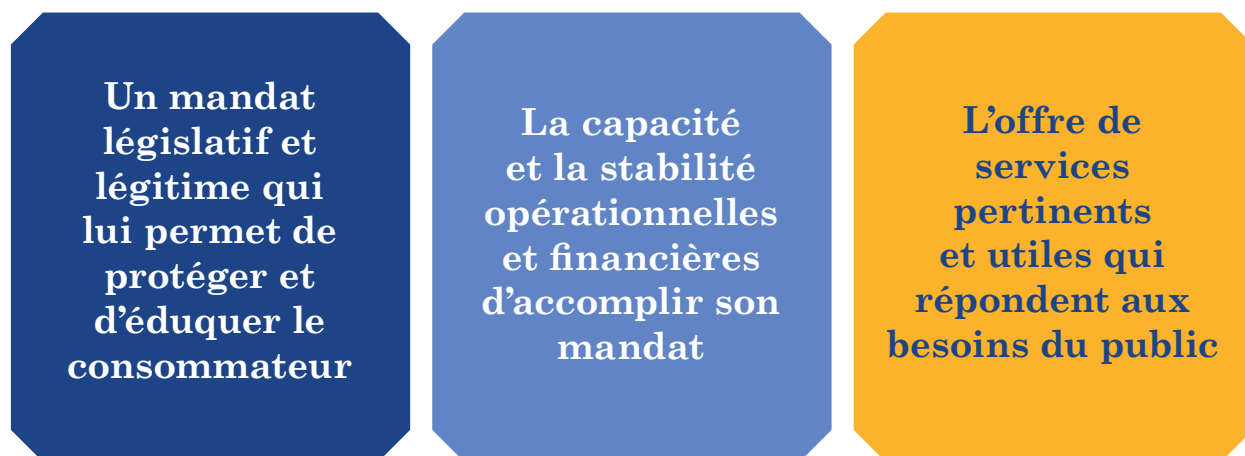 Un mandat
législatif et
légitime qui
lui permet de
protéger et
d'éduquer le
consommateur
La capacité
et la stabilité
opérationnelles
et financières
d'accomplir son
mandat
L'offre de
services
pertinents
et utiles qui
répondent aux
besoins du public